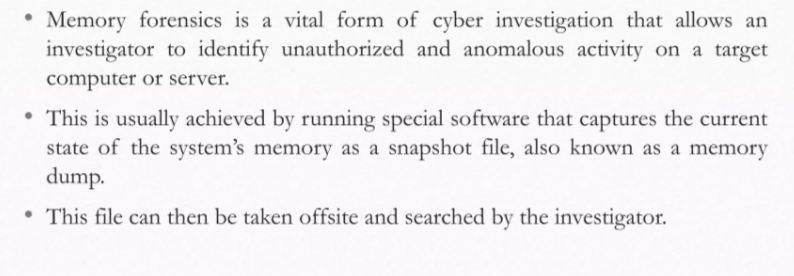 • Memory forensics is a vital form of cyber investigation that allows an
investigator to identify unauthorized and anomalous activity on a target
computer or server.
• This is usually achieved by running special software that captures the current
state of the system’s memory as a snapshot file, also known as a memory
dump.
• This file can then be taken offsite and searched by the investigator.